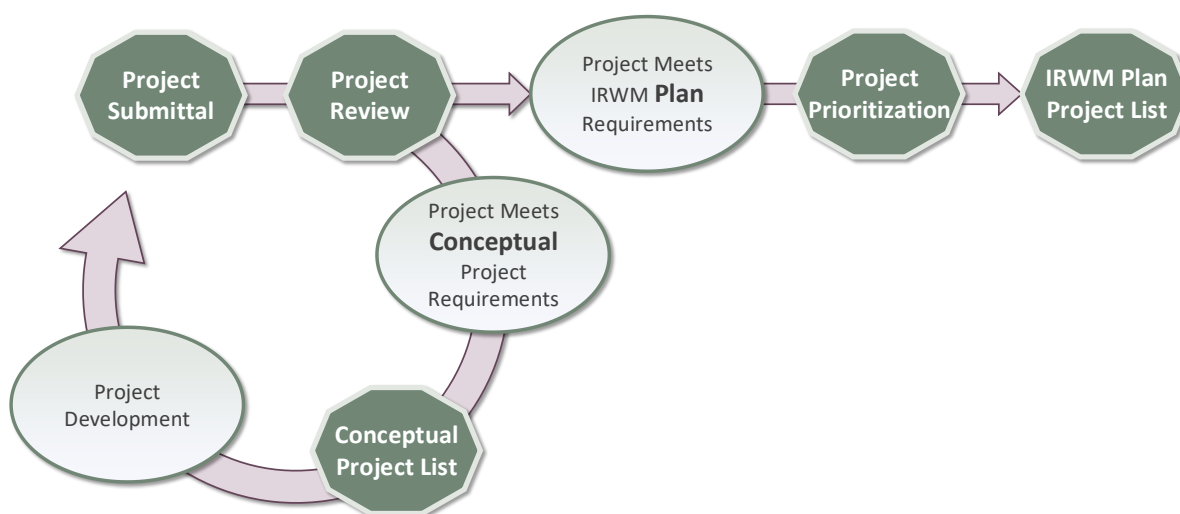 Project
Submittal
Project
Review
Project Meets
IRWM Plan
Requirements
Project
Prioritization
IRWM Plan
Project List
Project Meets
Conceptual
Project
Requirements
Conceptual
Project List
Project
Development